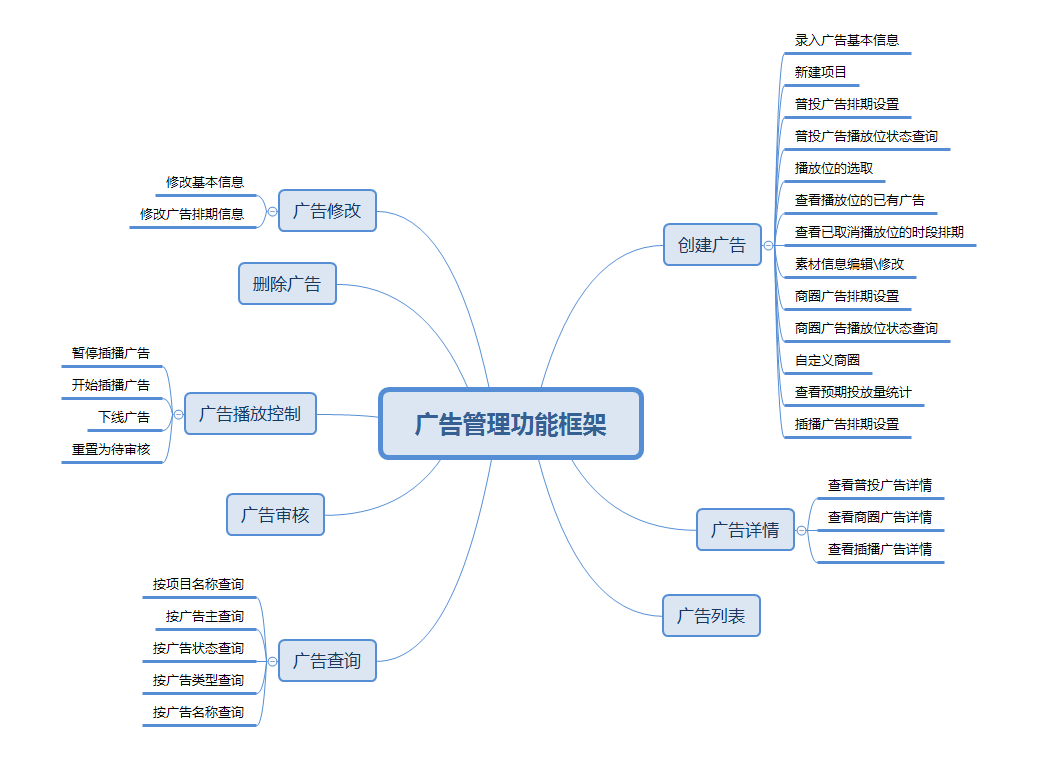 广告管理功能框架
创建广告
录入广告基本信息
新建项目
普投广告排期设置
普投广告播放位状态查询
播放位的选取
查看播放位的已有广告
查看已取消播放位的时段排期
素材信息编辑\修改
商圈广告排期设置
商圈广告播放位状态查询
自定义商圈
查看预期投放量统计
插播广告排期设置
广告详情
查看普投广告详情
查看商圈广告详情
查看插播广告详情
广告列表
广告修改
修改基本信息
修改广告排期信息
删除广告
广告播放控制
暂停插播广告
开始插播广告
下线广告
重置为待审核
广告审核
广告查询
按项目名称查询
按广告主查询
按广告状态查询
按广告类型查询
按广告名称查询